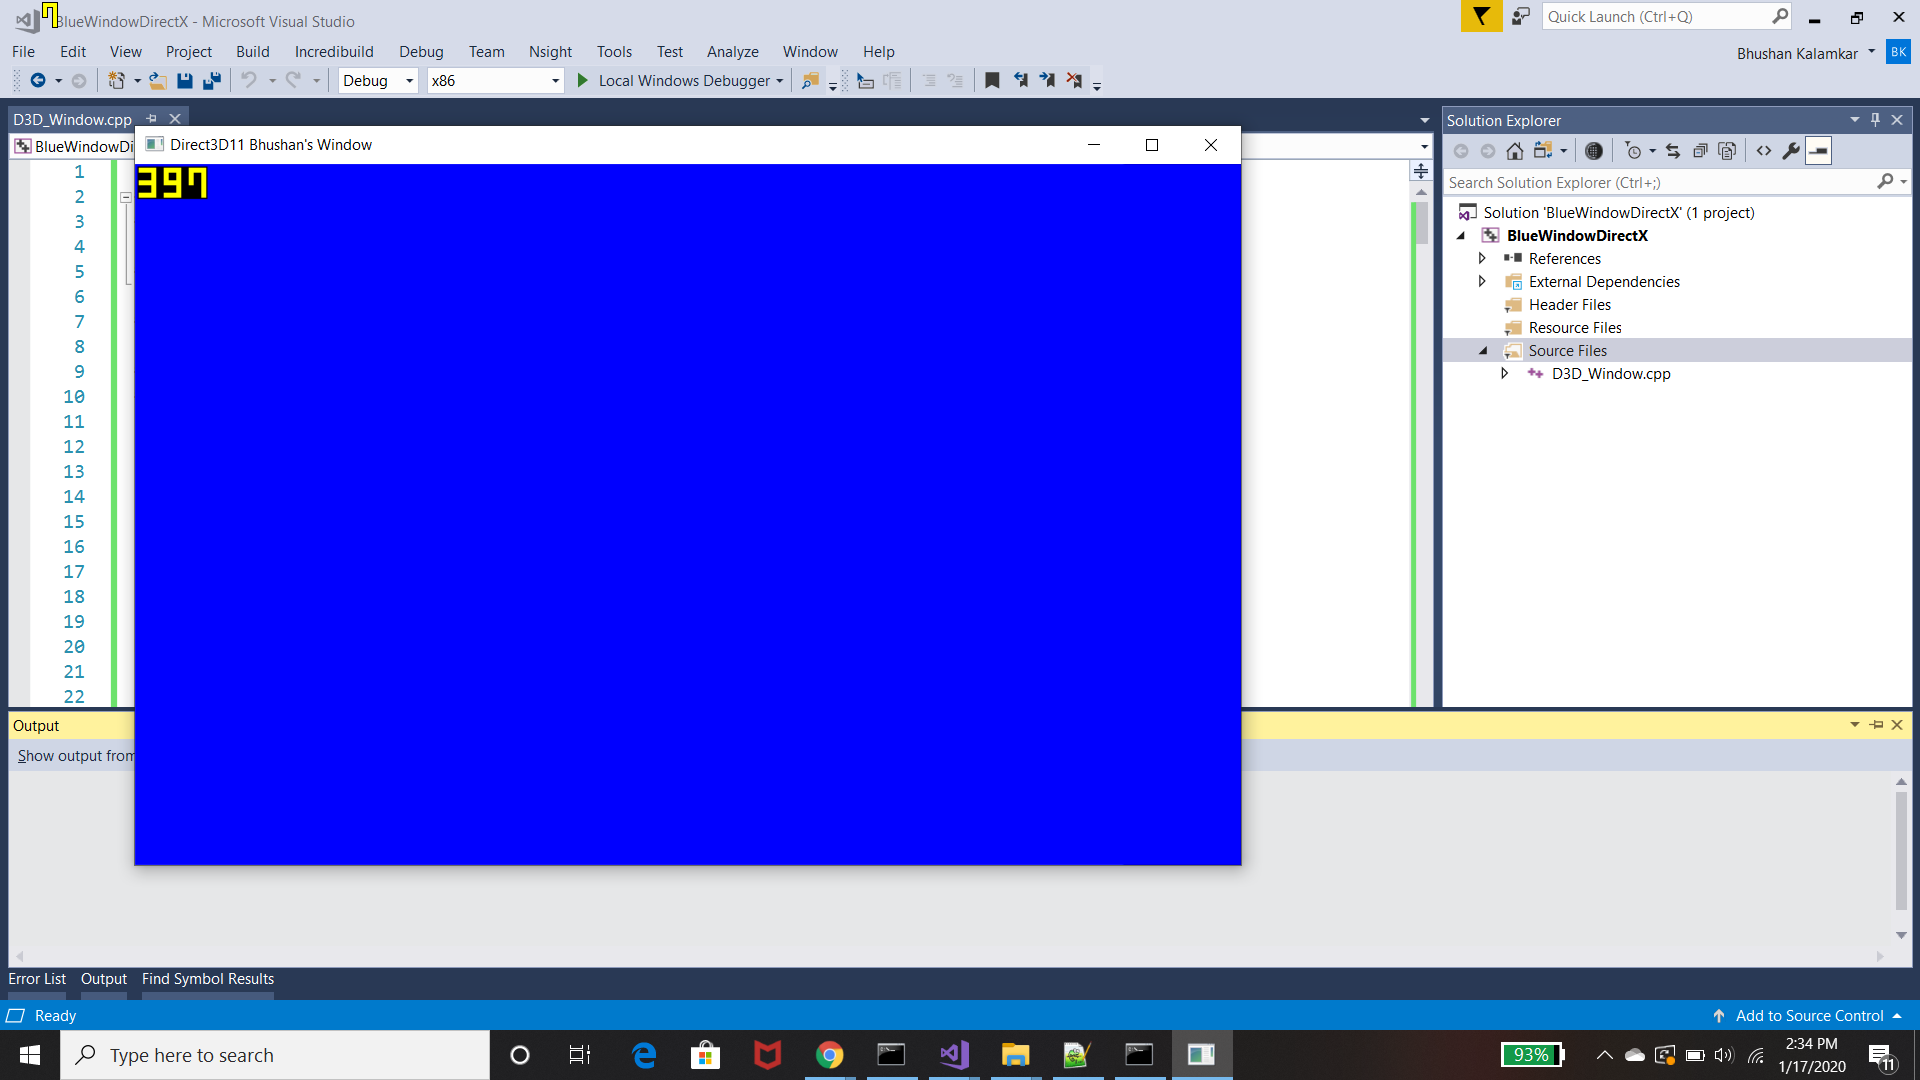 BlueWindowDirectX - Microsoft Visual Studio
Quick Launch (Ctrl+Q)
File Edit View Project Build Incredibuild Debug Team Nsight Tools Test Analyze Window Help
Bhushan Kalamkar BK
Debug x86 Local Windows Debugger
D3D_Window.cpp
BlueWindowDi
Direct3D11 Bhushan's Window
397
1
2
3
4
5
6
7
8
9
10
11
12
13
14
15
16
17
18
19
20
21
22
Solution Explorer
Search Solution Explorer (Ctrl+;)
Solution 'BlueWindowDirectX' (1 project)
BlueWindowDirectX
References
External Dependencies
Header Files
Resource Files
Source Files
D3D_Window.cpp
Output
Show output from
Error List Output Find Symbol Results
Ready
Add to Source Control
Type here to search
93%
2:34 PM
1/17/2020
11